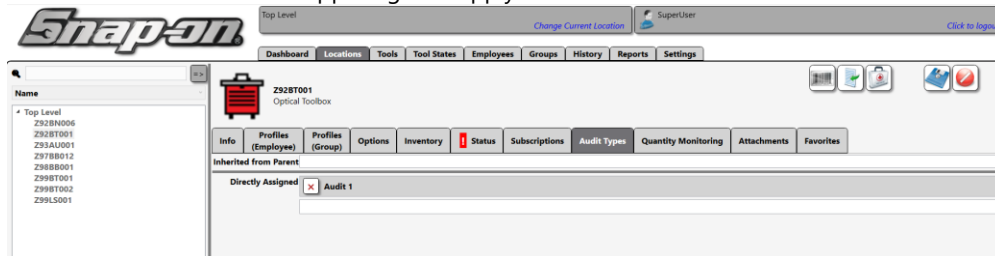 Snap-on
Top Level
Change Current Location
SuperUser
Click to logou
Dashboard Locations Tools Tool States Employees Groups History Reports Settings
=>
Name
Top Level
Z92BN006
Z92BT001
Z93AU001
Z97BB012
Z98BB001
Z99BT001
Z99BT002
Z99LS001
Z92BT001
Optical Toolbox
Info Profiles (Employee) Profiles (Group) Options Inventory ! Status Subscriptions Audit Types Quantity Monitoring Attachments Favorites
Inherited from Parent
Directly Assigned × Audit 1